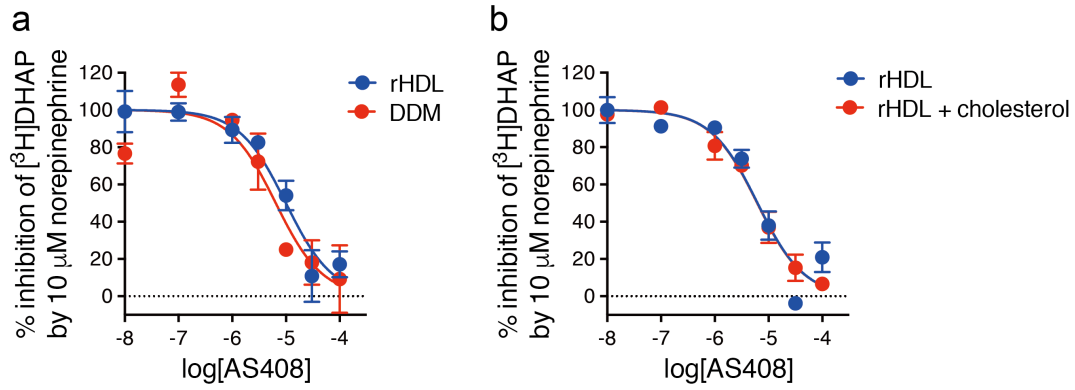 a
% inhibition of [³H]DHAP
by 10 μM norepinephrine
120
100
80
60
40
20
0
-8
-7
-6
-5
-4
log[AS408]
rHDL
DDM
b
% inhibition of [³H]DHAP
by 10 μM norepinephrine
120
100
80
60
40
20
0
-8
-7
-6
-5
-4
log[AS408]
rHDL
rHDL + cholesterol